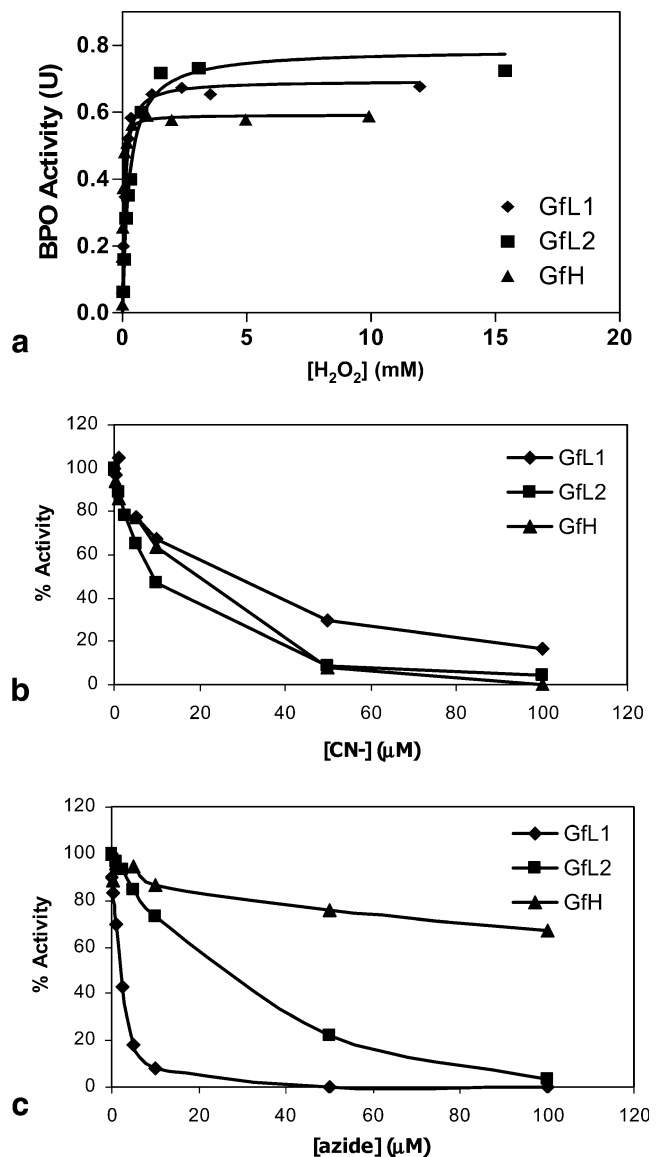 0.8
0.6
0.4
0.2
0.0
BPO Activity (U)
GfL1
GfL2
GfH
0 5 10 15 20
[H₂O₂] (mM)
a
120
100
80
60
40
20
0
% Activity
GfL1
GfL2
GfH
0 20 40 60 80 100 120
[CN-] (μM)
b
120
100
80
60
40
20
0
% Activity
GfL1
GfL2
GfH
0 20 40 60 80 100 120
[azide] (μM)
c